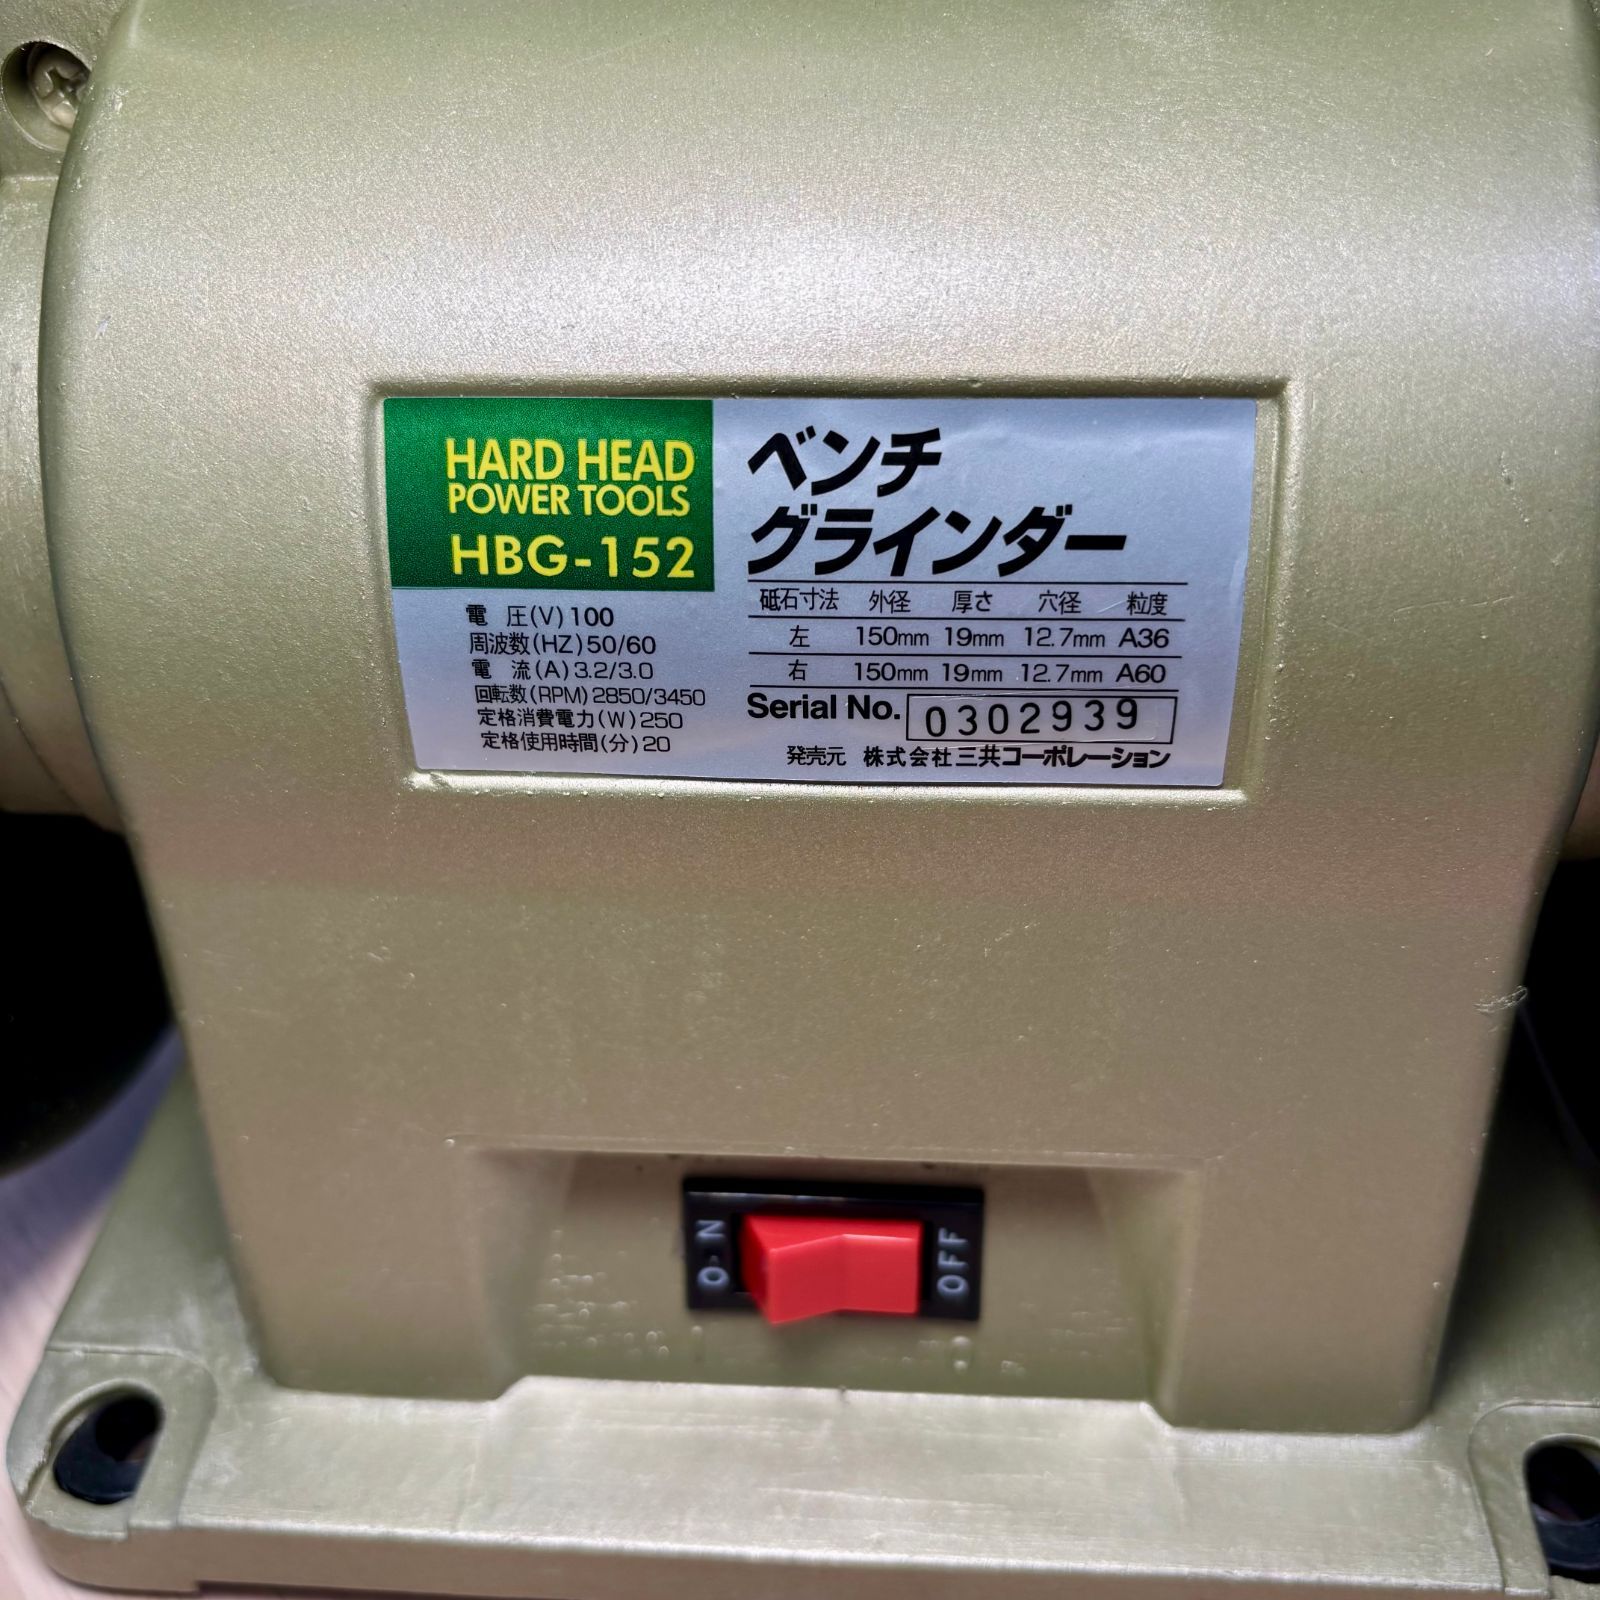 HARD HEAD
POWER TOOLS
HBG-152
電 圧(V)100
周波数(HZ)50/60
電 流(A)3.2/3.0
回転数(RPM)2850/3450
定格消費電力(W)250
定格使用時間(分)20
ベンチ
グラインダー
砥石寸法 外径 厚さ 穴径 粒度
左 150mm 19mm 12.7mm A36
右 150mm 19mm 12.7mm A60
Serial No. 0302939
発売元 株式会社三共コーポレーション
ON
OFF